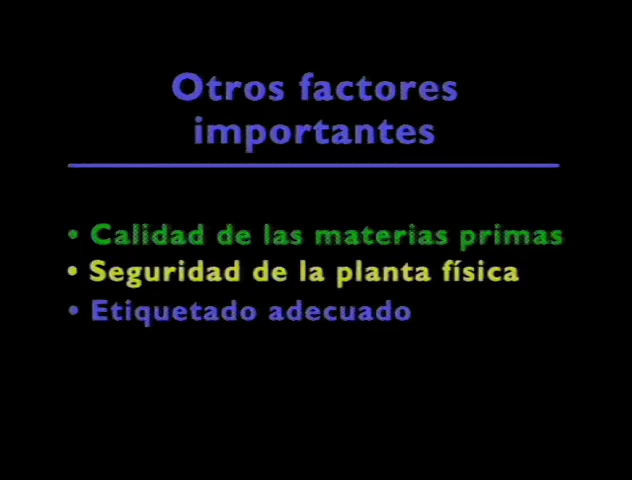 Otros factores
importantes
• Calidad de las materias primas
• Seguridad de la planta física
• Etiquetado adecuado